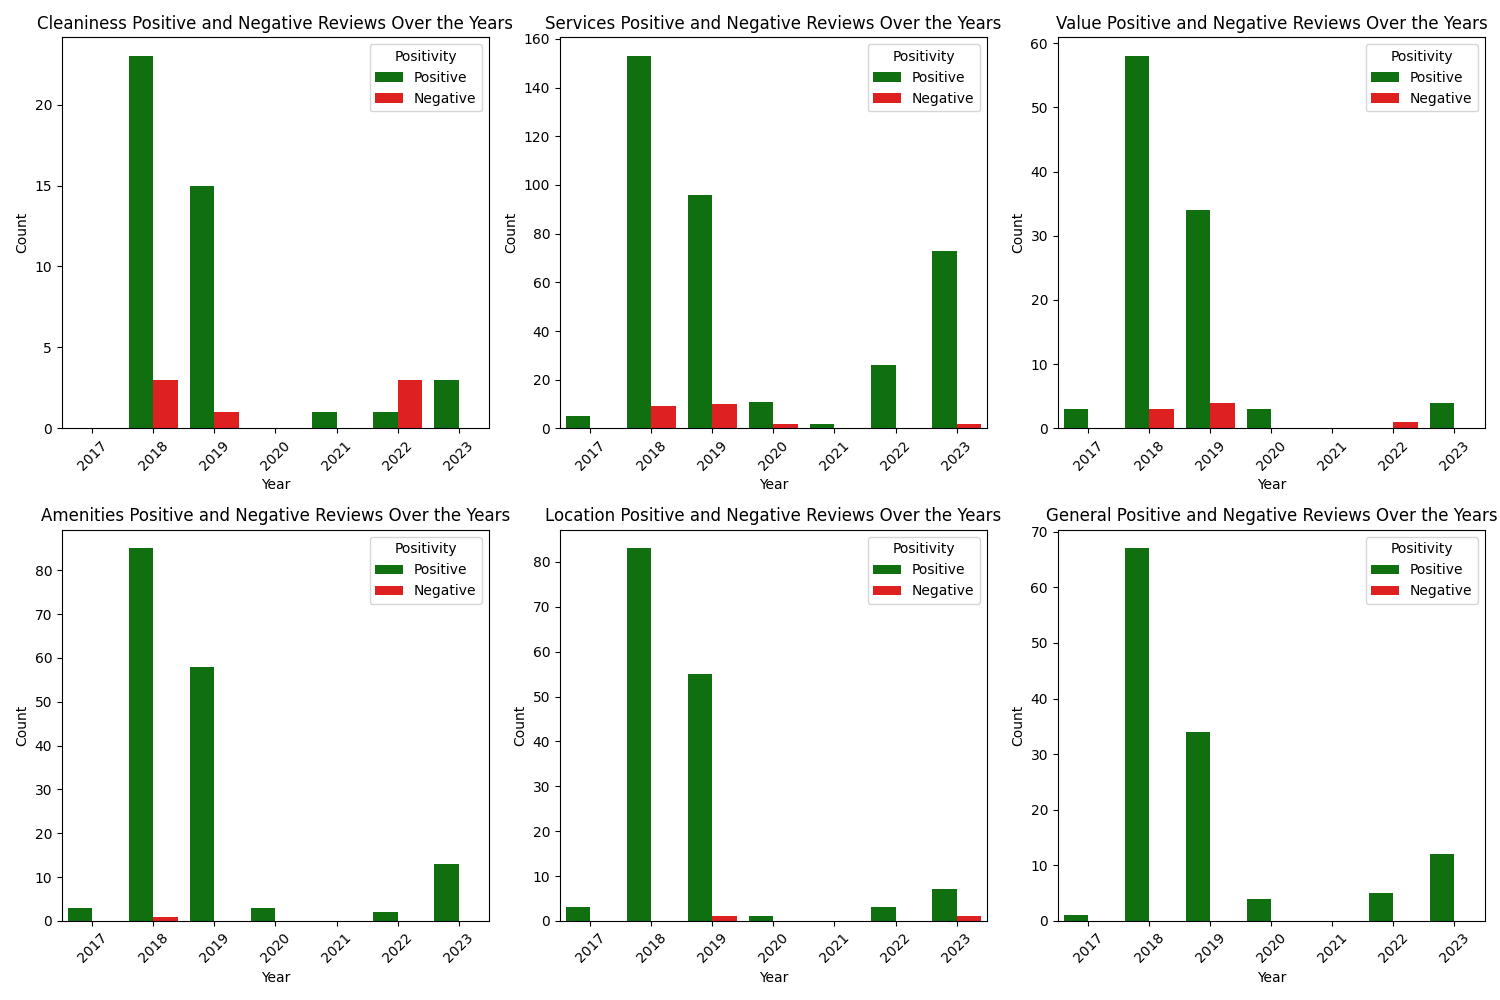 Cleaniness Positive and Negative Reviews Over the Years
Positivity
Positive
Negative
20
15
10
5
0
Count
2017
2018
2019
2020
2021
2022
2023
Year
Services Positive and Negative Reviews Over the Years
Positivity
Positive
Negative
160
140
120
100
80
60
40
20
0
Count
2017
2018
2019
2020
2021
2022
2023
Year
Value Positive and Negative Reviews Over the Years
Positivity
Positive
Negative
60
50
40
30
20
10
0
Count
2017
2018
2019
2020
2021
2022
2023
Year
Amenities Positive and Negative Reviews Over the Years
Positivity
Positive
Negative
80
70
60
50
40
30
20
10
0
Count
2017
2018
2019
2020
2021
2022
2023
Year
Location Positive and Negative Reviews Over the Years
Positivity
Positive
Negative
80
70
60
50
40
30
20
10
0
Count
2017
2018
2019
2020
2021
2022
2023
Year
General Positive and Negative Reviews Over the Years
Positivity
Positive
Negative
70
60
50
40
30
20
10
0
Count
2017
2018
2019
2020
2021
2022
2023
Year